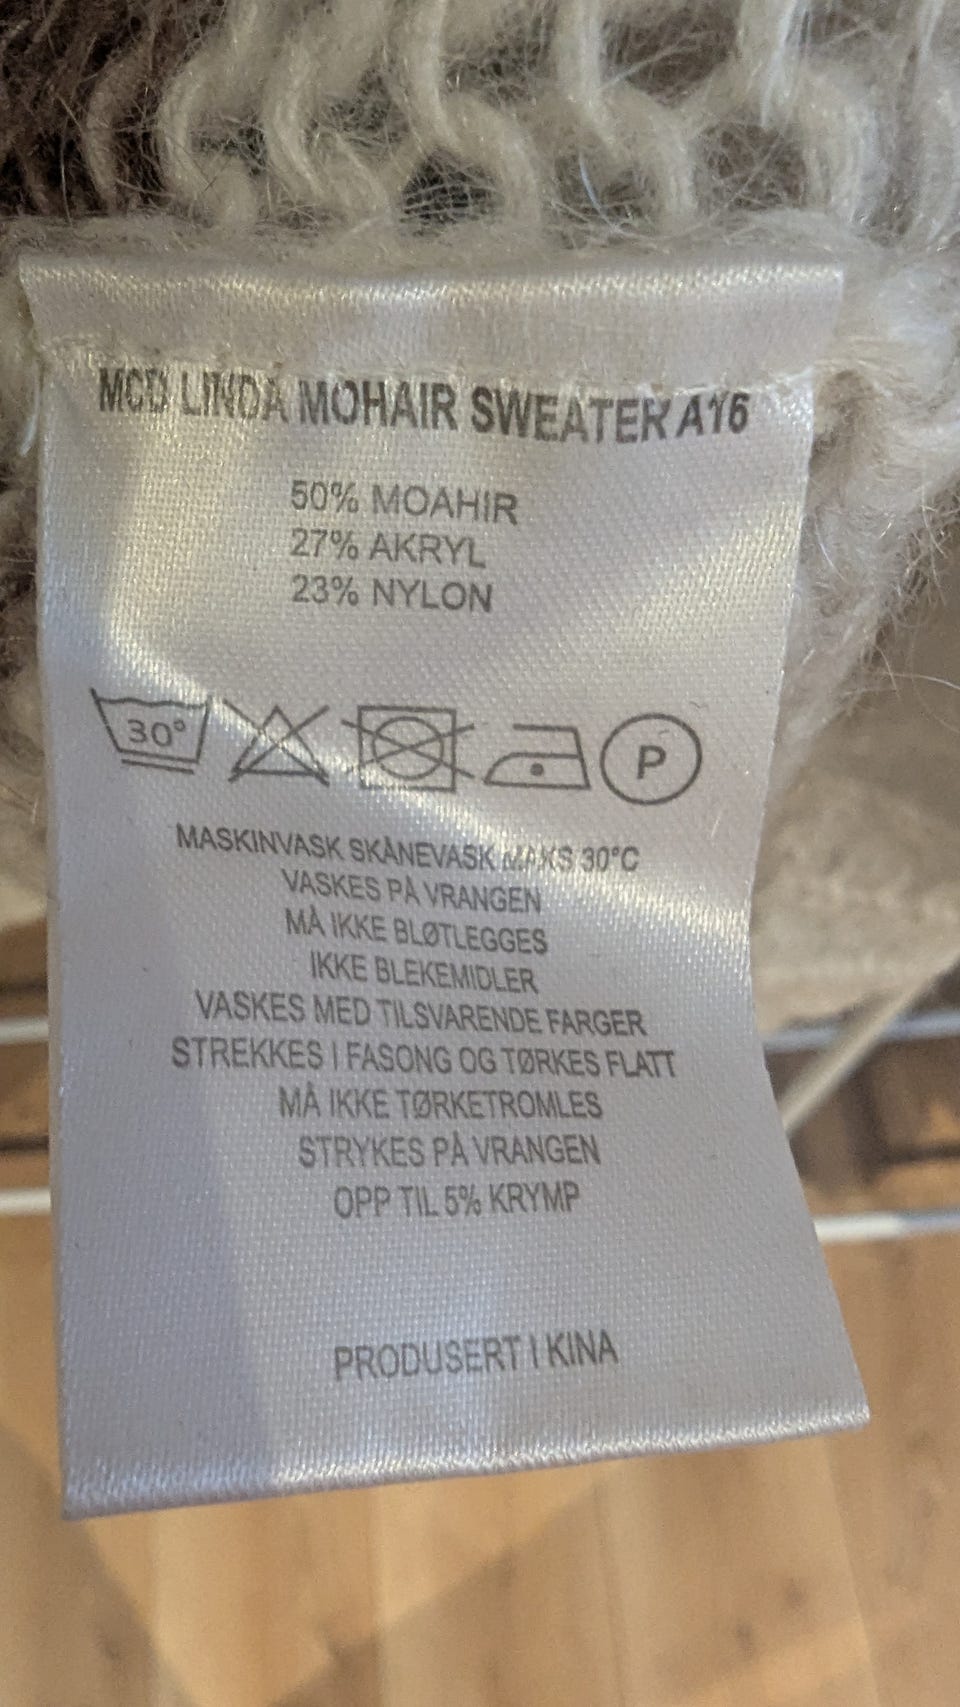 MCD LINDA MOHAIR SWEATER A16
50% MOAHIR
27% AKRYL
23% NYLON
30° P
MASKINVASK SKÅNEVASK MAKS 30°C
VASKES PÅ VRANGEN
MÅ IKKE BLØTLEGGES
IKKE BLEKEMIDLER
VASKES MED TILSVARENDE FARGER
STREKKES I FASONG OG TØRKES FLATT
MÅ IKKE TØRKETROMLES
STRYKES PÅ VRANGEN
OPP TIL 5% KRYMP
PRODUSERT I KINA